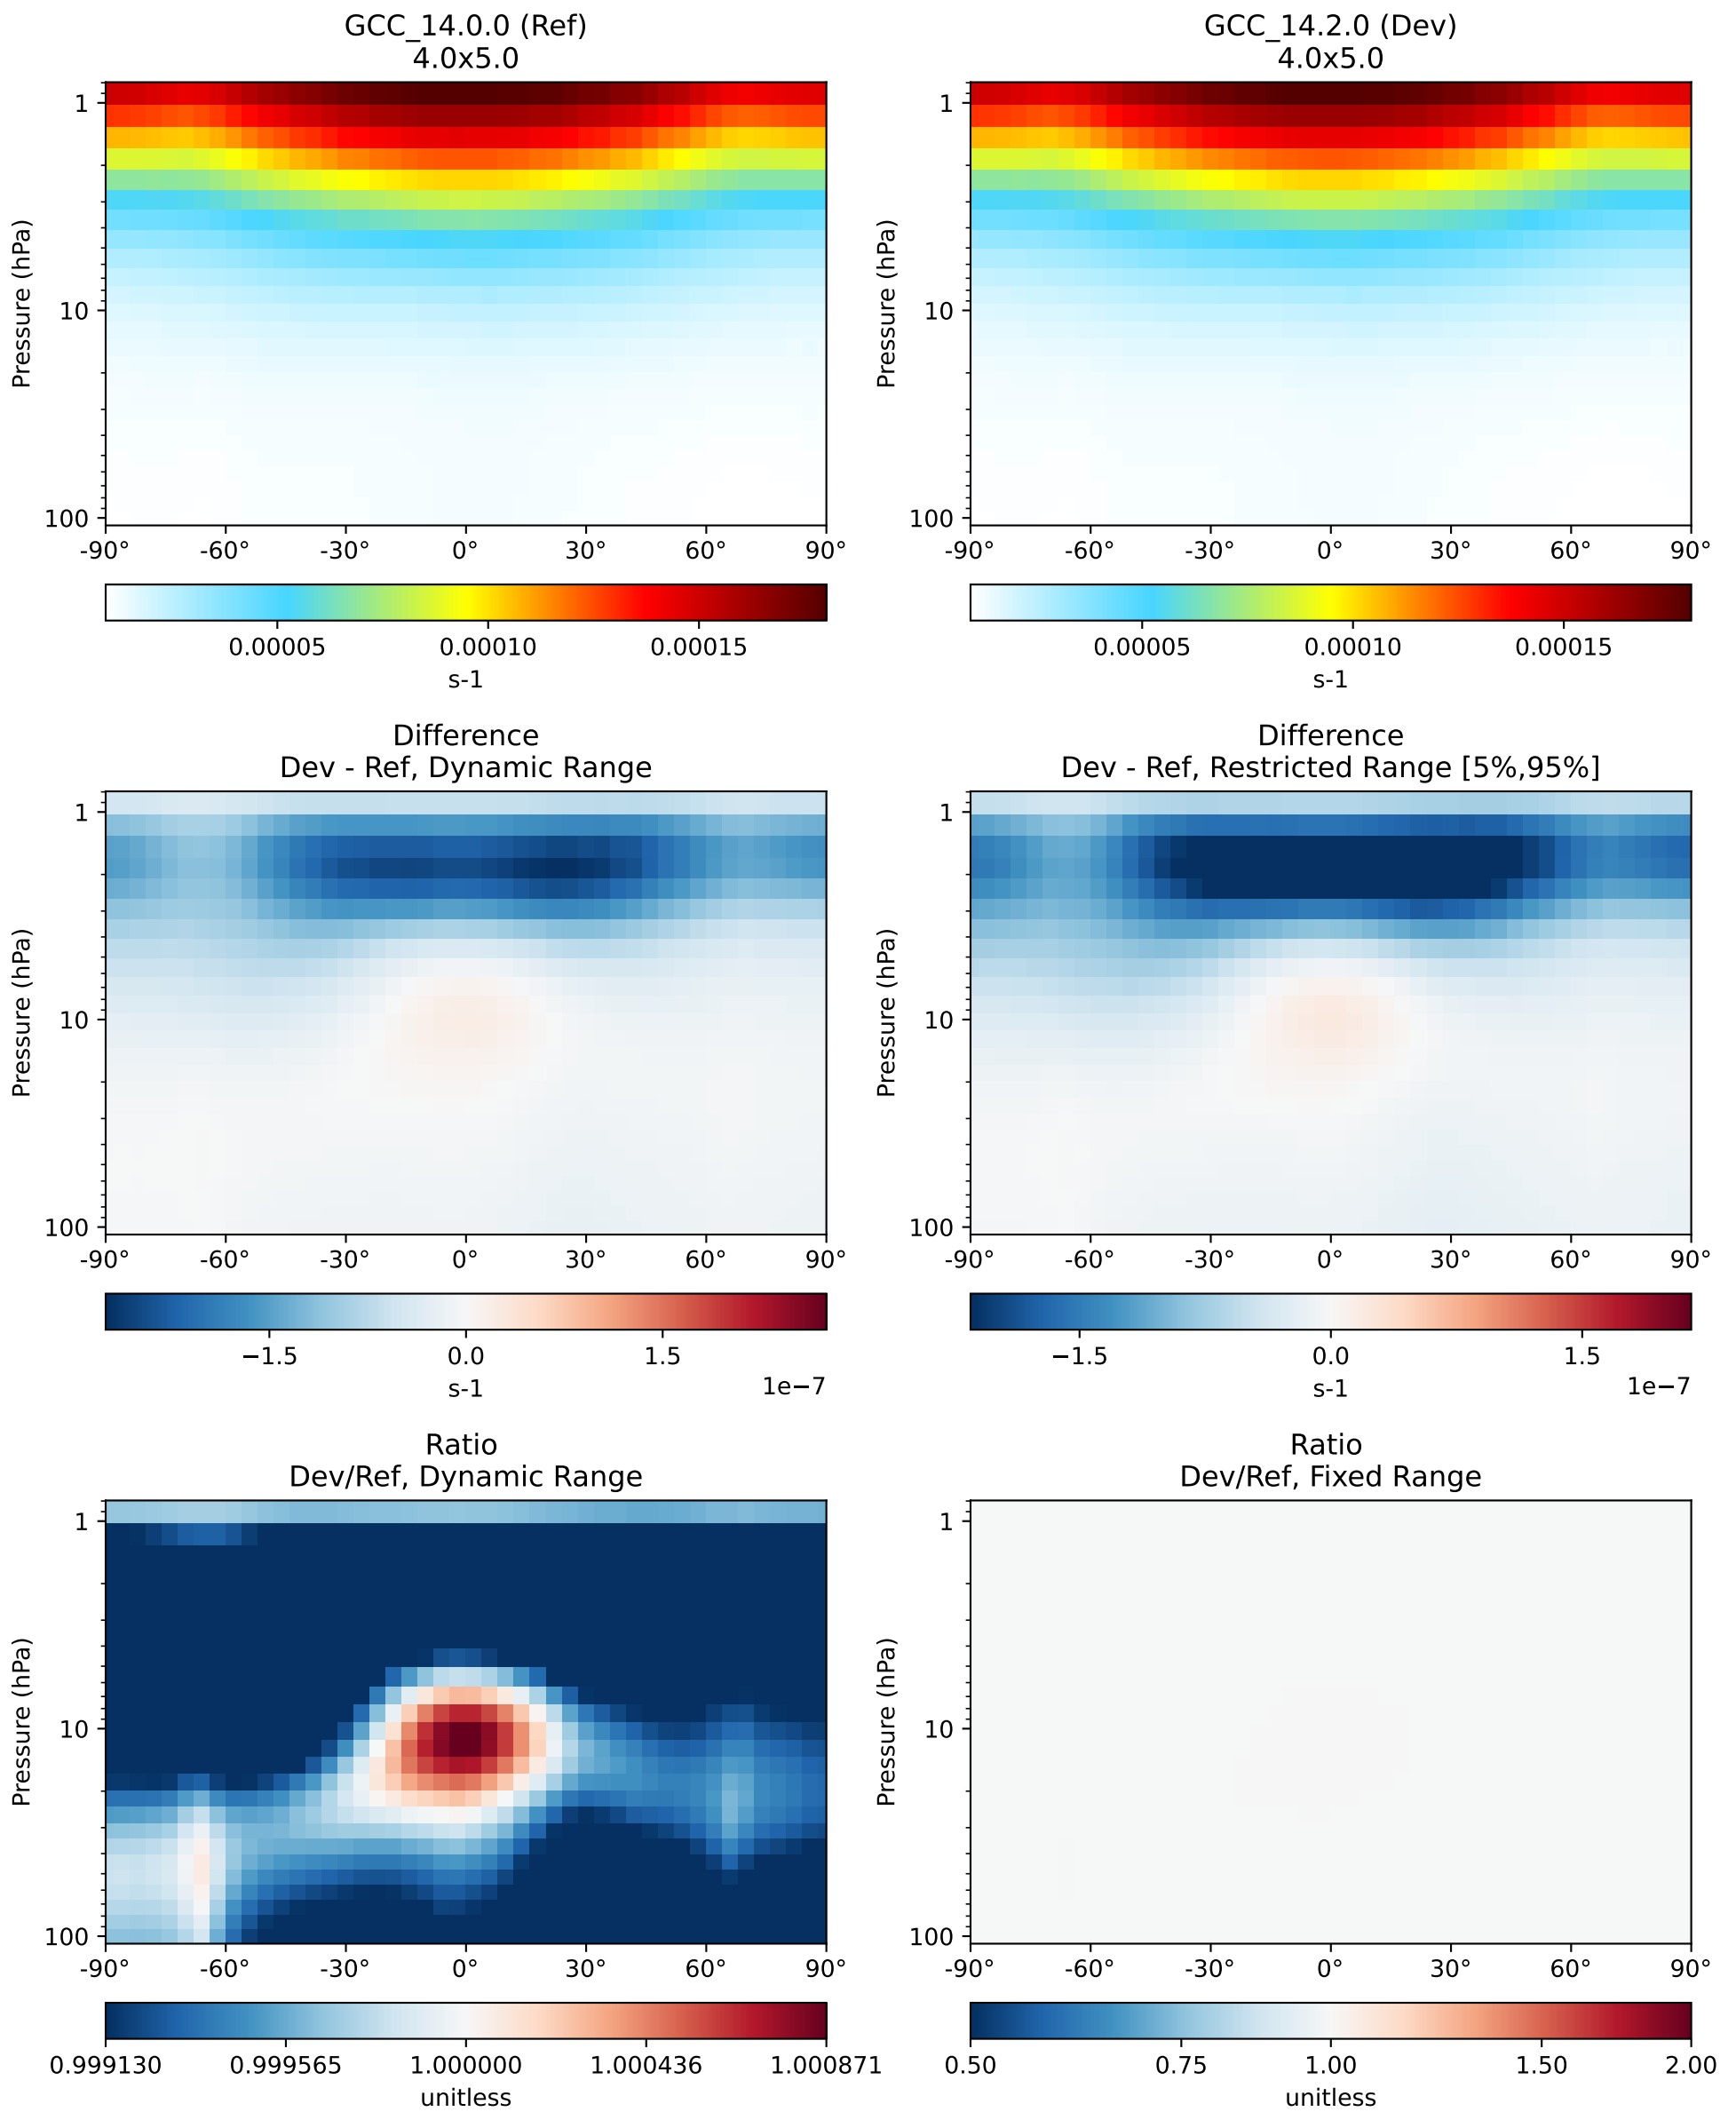 GCC_14.0.0 (Ref)
4.0x5.0
Pressure (hPa)
1
10
100
-90° -60° -30° 0° 30° 60° 90°
0.00005 0.00010 0.00015
s-1
GCC_14.2.0 (Dev)
4.0x5.0
Pressure (hPa)
1
10
100
-90° -60° -30° 0° 30° 60° 90°
0.00005 0.00010 0.00015
s-1
Difference
Dev - Ref, Dynamic Range
Pressure (hPa)
1
10
100
-90° -60° -30° 0° 30° 60° 90°
−1.5 0.0 1.5
s-1
1e−7
Difference
Dev - Ref, Restricted Range [5%,95%]
Pressure (hPa)
1
10
100
-90° -60° -30° 0° 30° 60° 90°
−1.5 0.0 1.5
s-1
1e−7
Ratio
Dev/Ref, Dynamic Range
Pressure (hPa)
1
10
100
-90° -60° -30° 0° 30° 60° 90°
0.999130 0.999565 1.000000 1.000436 1.000871
unitless
Ratio
Dev/Ref, Fixed Range
Pressure (hPa)
1
10
100
-90° -60° -30° 0° 30° 60° 90°
0.50 0.75 1.00 1.50 2.00
unitless